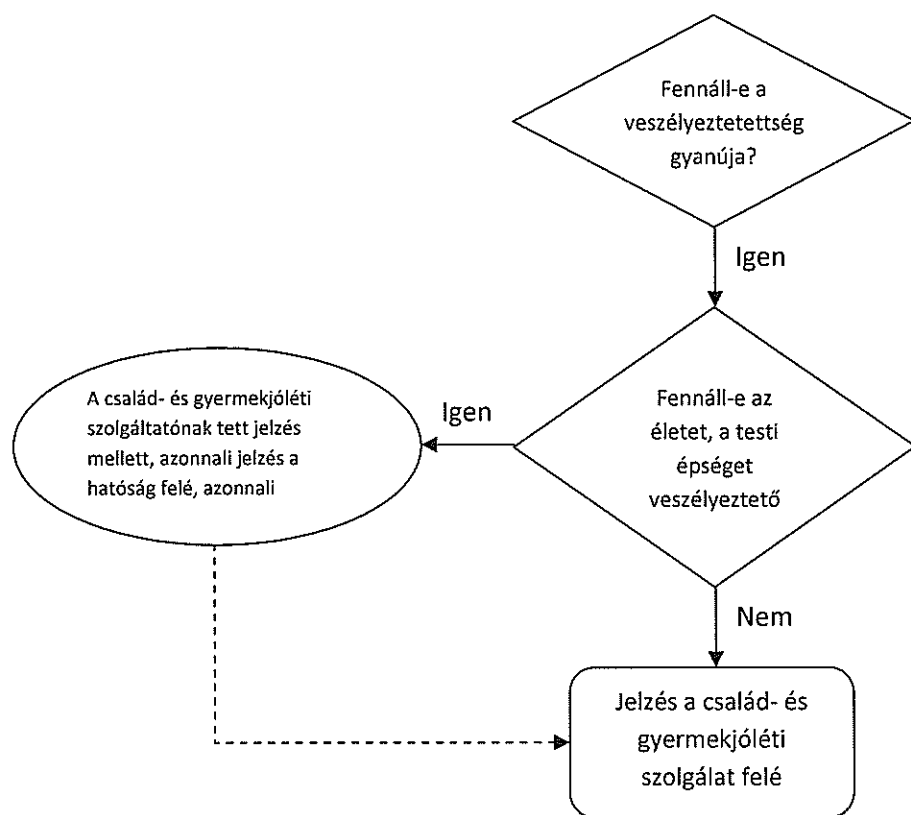 Fennáll-e a
veszélyeztetettség
gyanúja?
Igen
Fennáll-e az
életet, a testi
épséget
veszélyeztető
Igen
A család- és gyermekjóléti
szolgáltatónak tett jelzés
mellett, azonnali jelzés a
hatóság felé, azonnali
Nem
Jelzés a család- és
gyermekjóléti
szolgálat felé